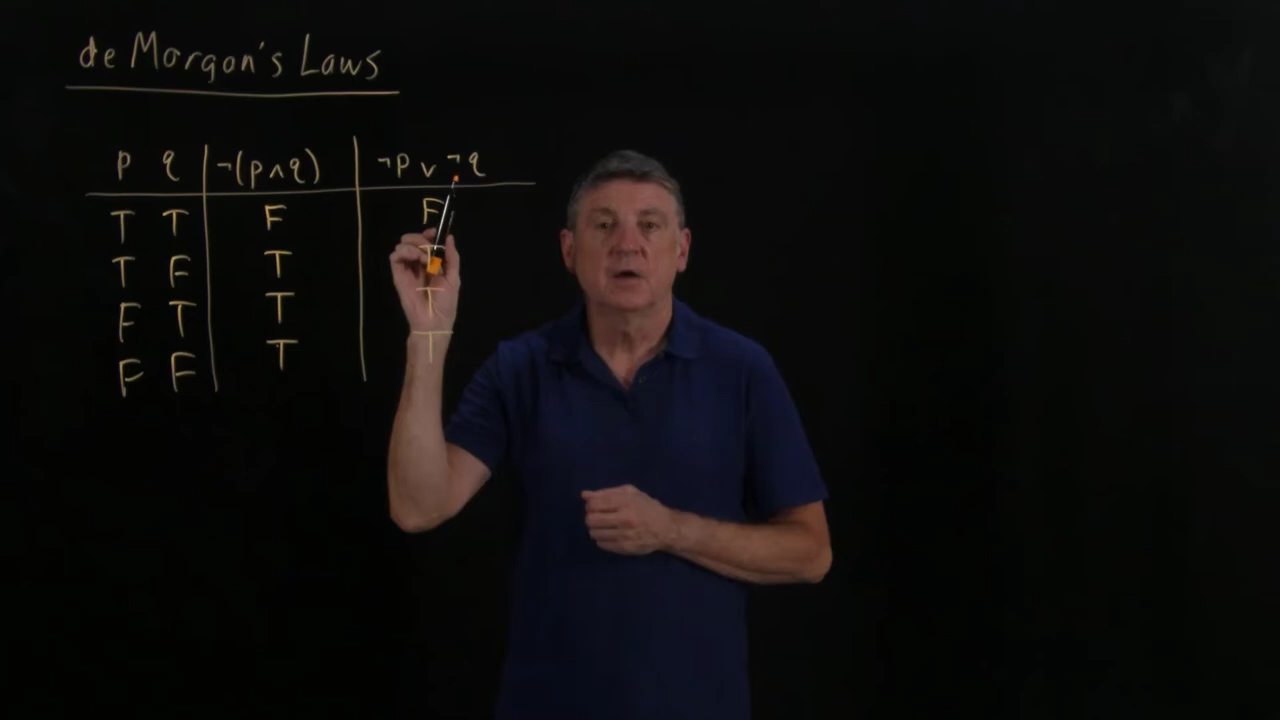 de Morgan's Laws
p q ¬(p∧q) ¬p ∨ ¬q
T T F F
T F T T
F T T T
F F T T